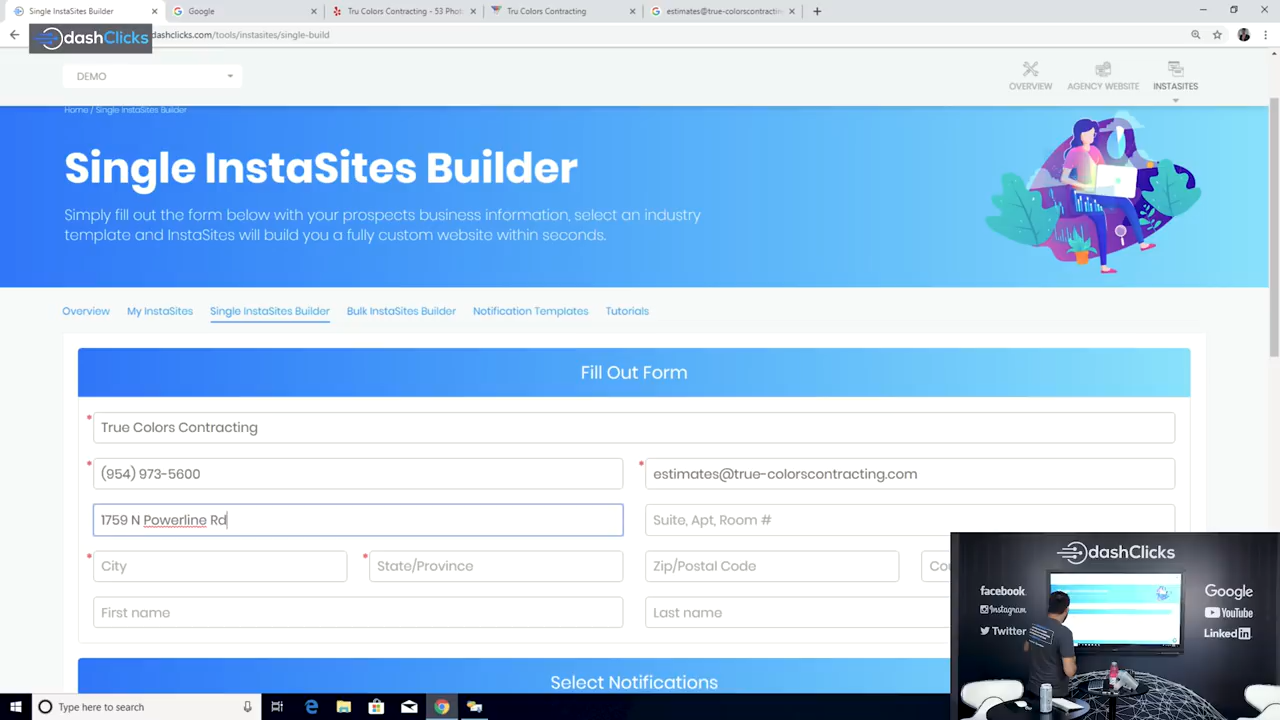 Single InstaSites Builder
Google
Tru Colors Contracting - 53 Phot
Tru Colors Contracting
estimates@true-colorscontracting
dashClicks
dashclicks.com/tools/instasites/single-build
DEMO
OVERVIEW
AGENCY WEBSITE
INSTASITES
Home / Single InstaSites Builder
Single InstaSites Builder
Simply fill out the form below with your prospects business information, select an industry
template and InstaSites will build you a fully custom website within seconds.
Overview
My InstaSites
Single InstaSites Builder
Bulk InstaSites Builder
Notification Templates
Tutorials
Fill Out Form
* True Colors Contracting
* (954) 973-5600
* estimates@true-colorscontracting.com
1759 N Powerline Rd
Suite, Apt, Room #
* City
* State/Province
Zip/Postal Code
Cou
First name
Last name
Select Notifications
dashClicks
facebook
Instagram
Twitter
Google
YouTube
Linked in
Type here to search